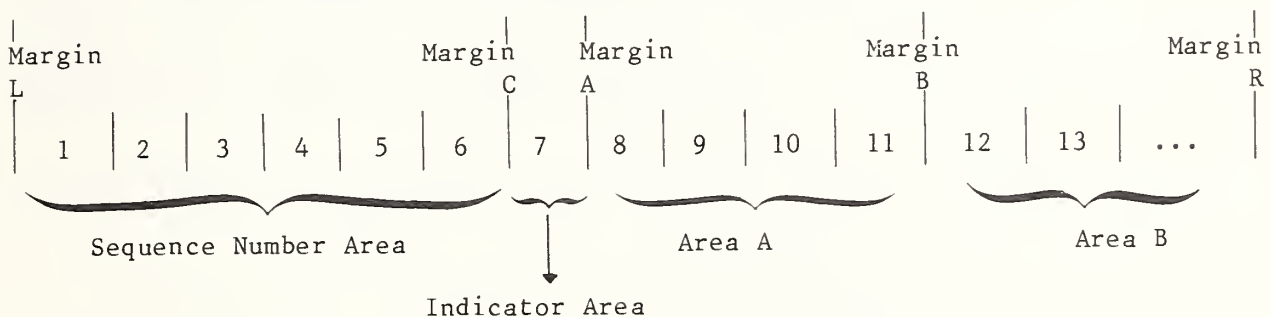 Margin Margin Margin Margin Margin
L C A B R
1 2 3 4 5 6 7 8 9 10 11 12 13 ...
Sequence Number Area Area A Area B
Indicator Area